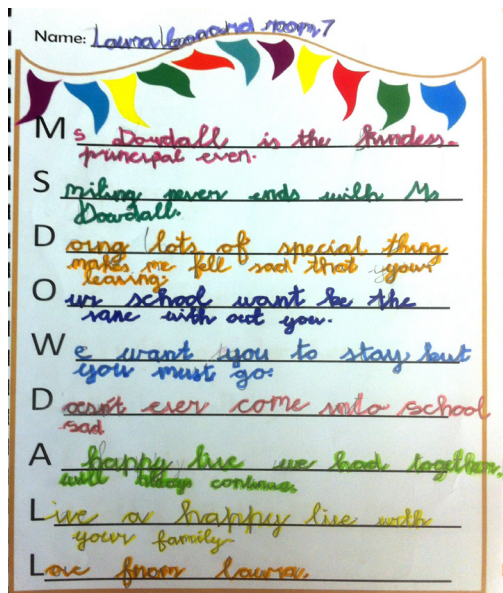 Name: Laura Leonard room 7
Ms Dowdall is the kindess
principal ever.
Smiling never ends with Ms
Dowdall.
Doing lots of special thing
makes me fell sad that your
leaving.
Our school want be the
same with out you.
We want you to stay but
you must go.
Doesn't ever come into school
sad
A happy live we had together,
will always continue.
Live a happy live with
your family
Love from laura.